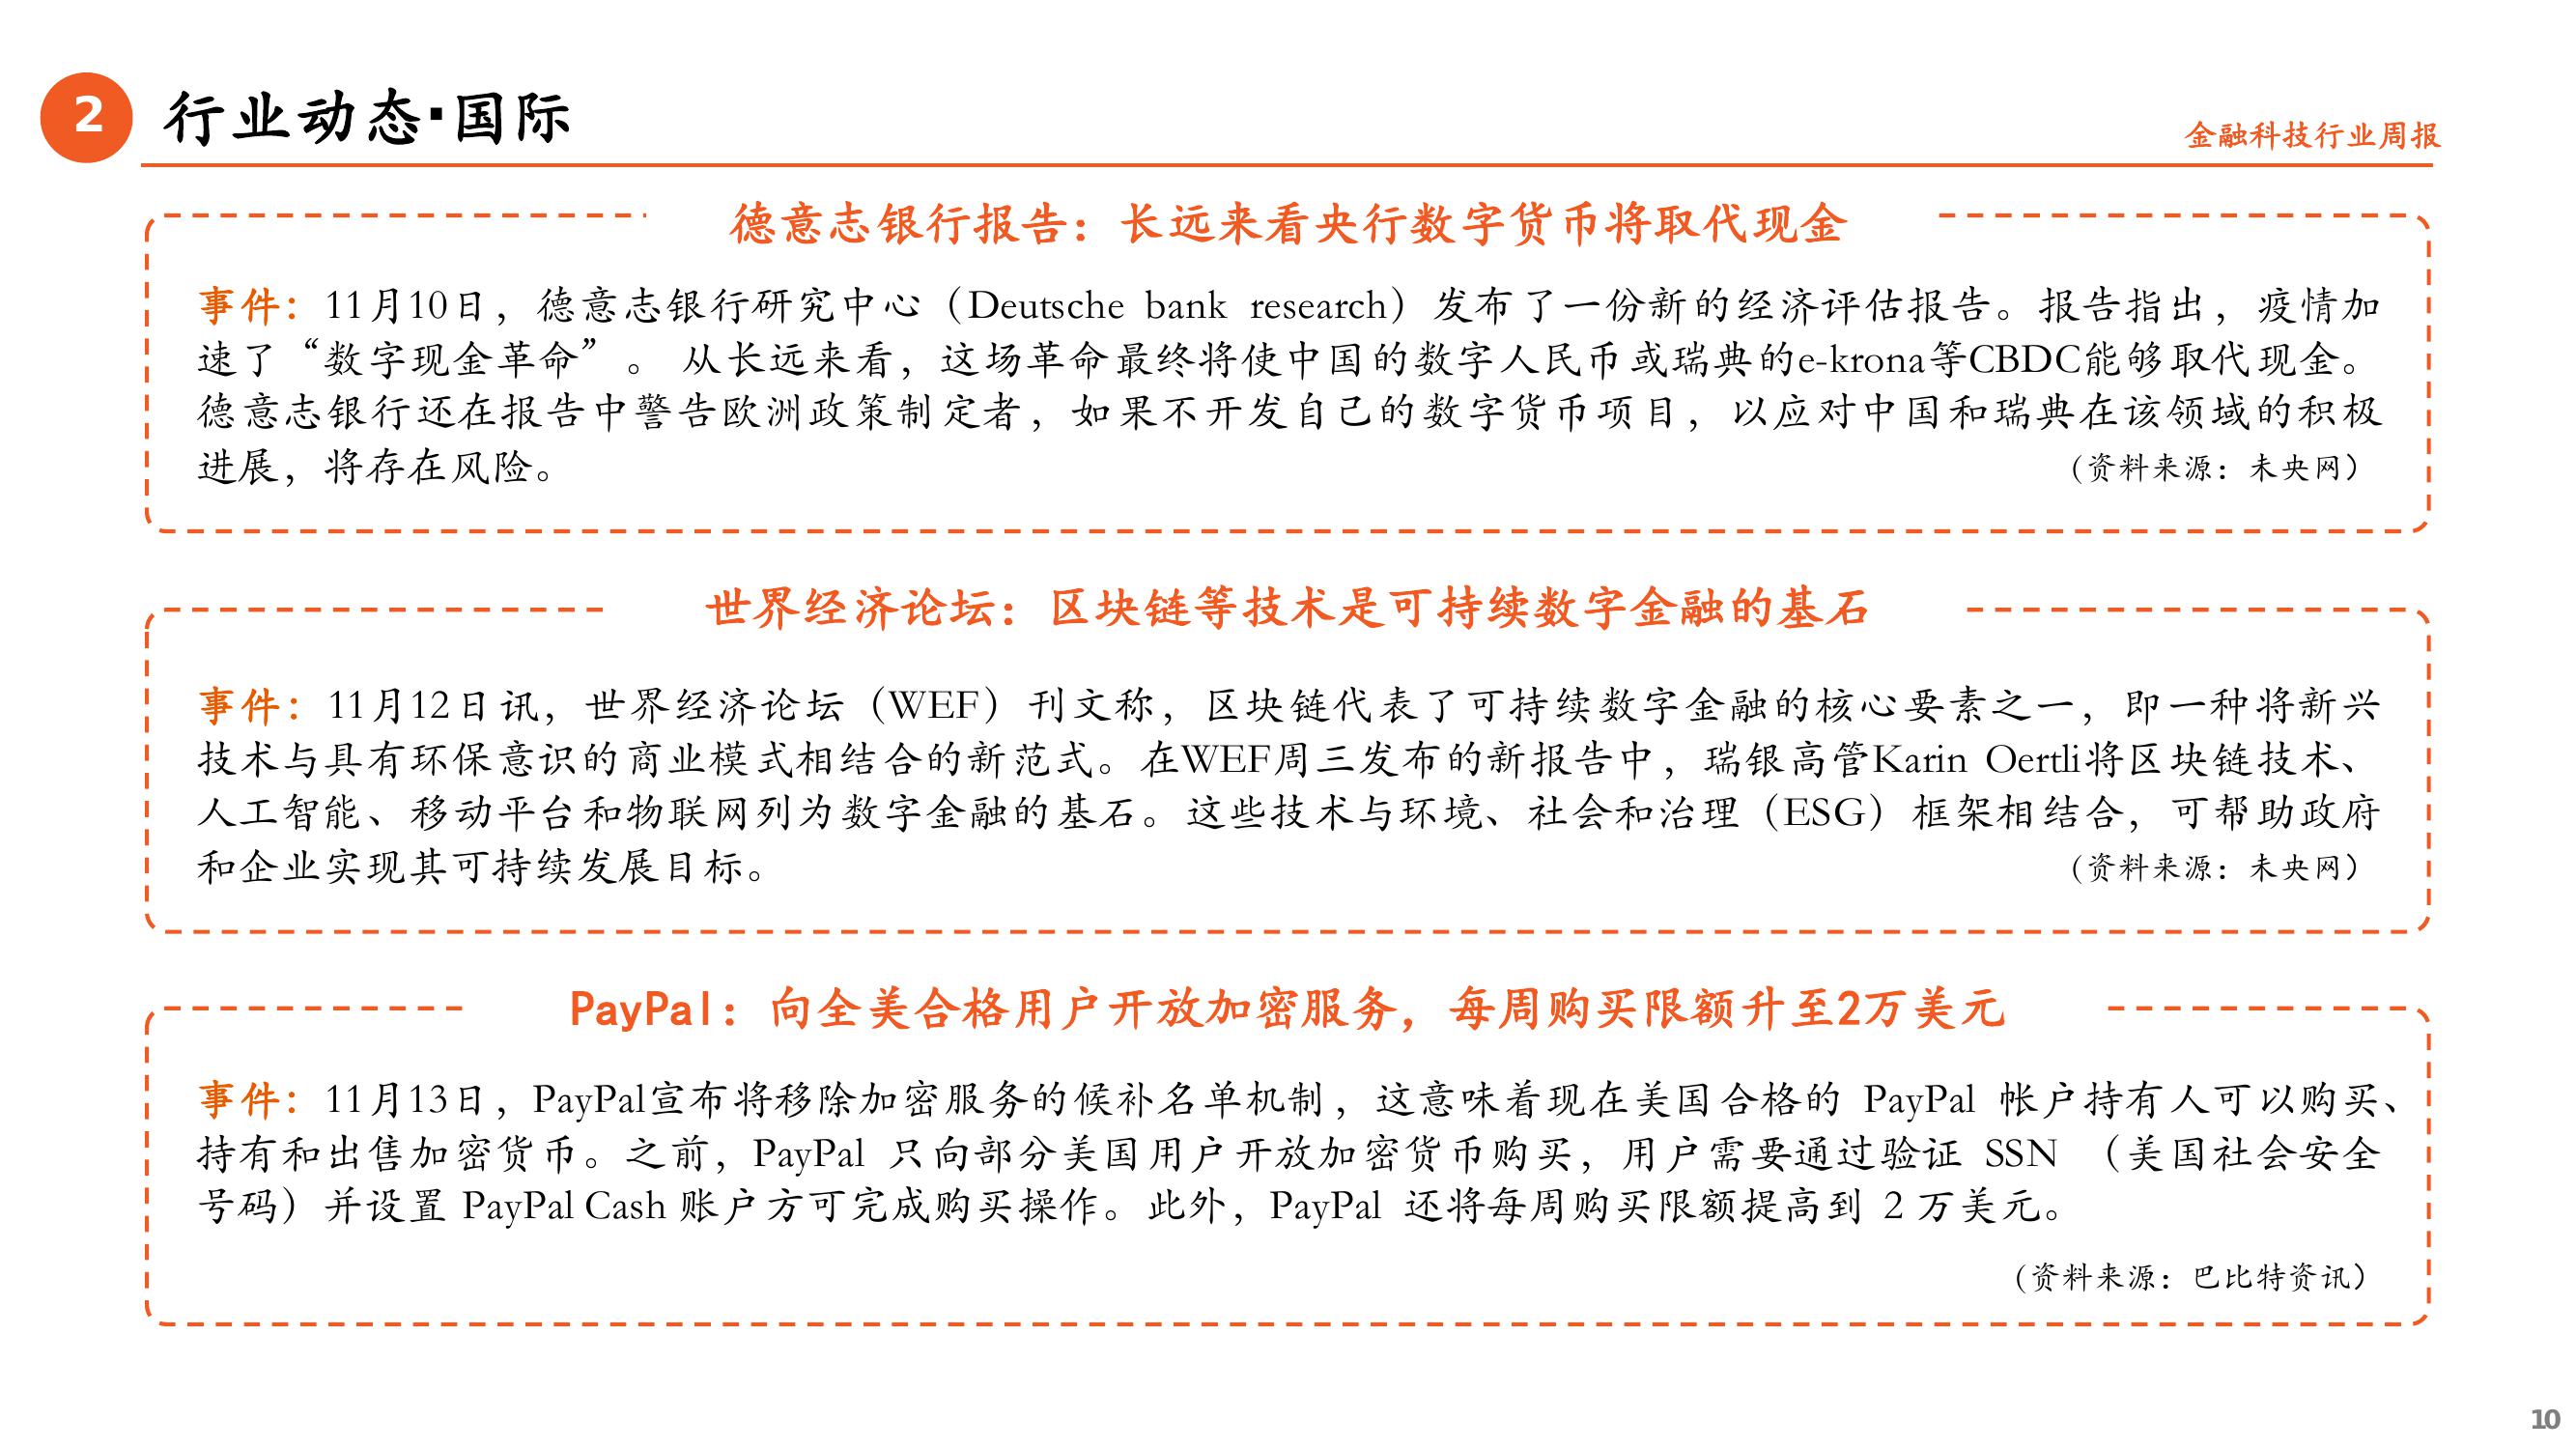 2
行业动态·国际
金融科技行业周报
德意志银行报告：长远来看央行数字货币将取代现金
事件：11月10日，德意志银行研究中心（Deutsche bank research）发布了一份新的经济评估报告。报告指出，疫情加
速了“数字现金革命”。 从长远来看，这场革命最终将使中国的数字人民币或瑞典的e-krona等CBDC能够取代现金。
德意志银行还在报告中警告欧洲政策制定者，如果不开发自己的数字货币项目，以应对中国和瑞典在该领域的积极
进展，将存在风险。
（资料来源：未央网）
世界经济论坛：区块链等技术是可持续数字金融的基石
事件：11月12日讯，世界经济论坛（WEF）刊文称，区块链代表了可持续数字金融的核心要素之一，即一种将新兴
技术与具有环保意识的商业模式相结合的新范式。在WEF周三发布的新报告中，瑞银高管Karin Oertli将区块链技术、
人工智能、移动平台和物联网列为数字金融的基石。这些技术与环境、社会和治理（ESG）框架相结合，可帮助政府
和企业实现其可持续发展目标。
（资料来源：未央网）
PayPal：向全美合格用户开放加密服务，每周购买限额升至2万美元
事件：11月13日，PayPal宣布将移除加密服务的候补名单机制，这意味着现在美国合格的 PayPal 帐户持有人可以购买、
持有和出售加密货币。之前，PayPal 只向部分美国用户开放加密货币购买，用户需要通过验证 SSN （美国社会安全
号码）并设置 PayPal Cash 账户方可完成购买操作。此外，PayPal 还将每周购买限额提高到 2 万美元。
（资料来源：巴比特资讯）
10